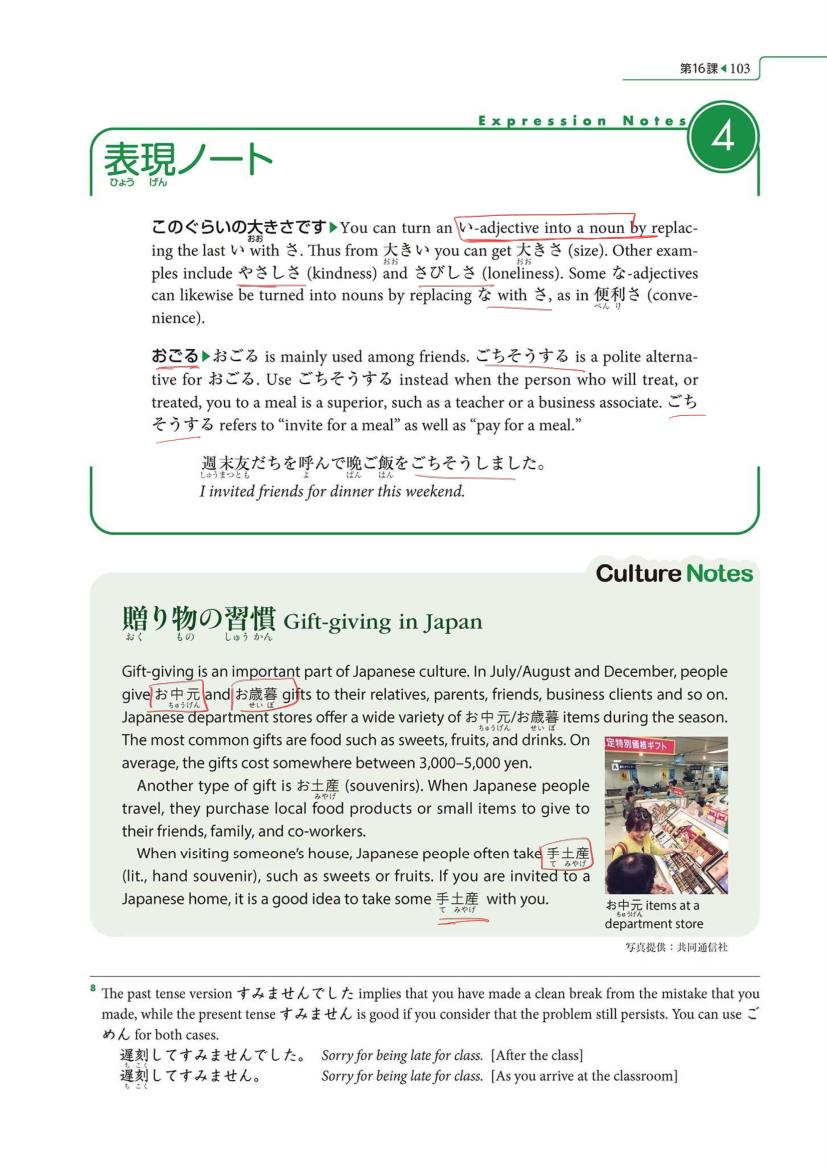 第16課◀103
Expression Notes 4
表現ノート
ひょう げん
このぐらいの大きさです▶You can turn an い-adjective into a noun by replac-
おお
ing the last い with さ. Thus from 大きい you can get 大きさ (size). Other exam-
おお おお
ples include やさしさ (kindness) and さびしさ (loneliness). Some な-adjectives
can likewise be turned into nouns by replacing な with さ, as in 便利さ (conve-
べん り
nience).
おごる▶おごる is mainly used among friends. ごちそうする is a polite alterna-
tive for おごる. Use ごちそうする instead when the person who will treat, or
treated, you to a meal is a superior, such as a teacher or a business associate. ごち
そうする refers to “invite for a meal” as well as “pay for a meal.”
週末友だちを呼んで晩ご飯をごちそうしました。
しゅうまつとも よ ばん はん
I invited friends for dinner this weekend.
Culture Notes
贈り物の習慣 Gift-giving in Japan
おく もの しゅう かん
Gift-giving is an important part of Japanese culture. In July/August and December, people
give お中元 and お歳暮 gifts to their relatives, parents, friends, business clients and so on.
ちゅうげん せい ぼ
Japanese department stores offer a wide variety of お中元/お歳暮 items during the season.
ちゅうげん せい ぼ
The most common gifts are food such as sweets, fruits, and drinks. On
average, the gifts cost somewhere between 3,000–5,000 yen.
Another type of gift is お土産 (souvenirs). When Japanese people
みやげ
travel, they purchase local food products or small items to give to
their friends, family, and co-workers.
When visiting someone’s house, Japanese people often take 手土産
て みやげ
(lit., hand souvenir), such as sweets or fruits. If you are invited to a
Japanese home, it is a good idea to take some 手土産 with you.
て みやげ
定特別価格ギフト
お中元 items at a
ちゅうげん
department store
写真提供：共同通信社
8 The past tense version すみませんでした implies that you have made a clean break from the mistake that you
made, while the present tense すみません is good if you consider that the problem still persists. You can use ご
めん for both cases.
遅刻してすみませんでした。 Sorry for being late for class. [After the class]
ち こく
遅刻してすみません。 Sorry for being late for class. [As you arrive at the classroom]
ち こく